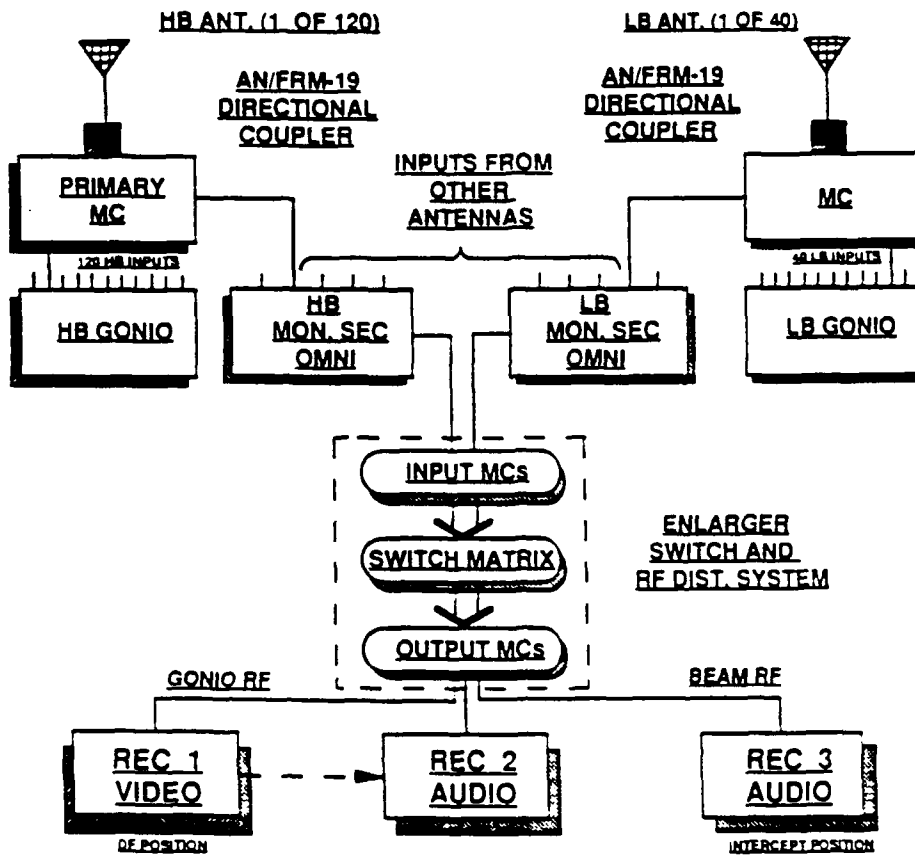 HB ANT. (1 OF 120)
LB ANT. (1 OF 40)
AN/FRM-19
DIRECTIONAL
COUPLER
AN/FRM-19
DIRECTIONAL
COUPLER
PRIMARY
MC
INPUTS FROM
OTHER
ANTENNAS
MC
120 HB INPUTS
40 LB INPUTS
HB GONIO
HB
MON. SEC
OMNI
LB
MON. SEC
OMNI
LB GONIO
INPUT MCs
SWITCH MATRIX
OUTPUT MCs
ENLARGER
SWITCH AND
RF DIST. SYSTEM
GONIO RF
BEAM RF
REC 1
VIDEO
REC 2
AUDIO
REC 3
AUDIO
DF POSITION
INTERCEPT POSITION